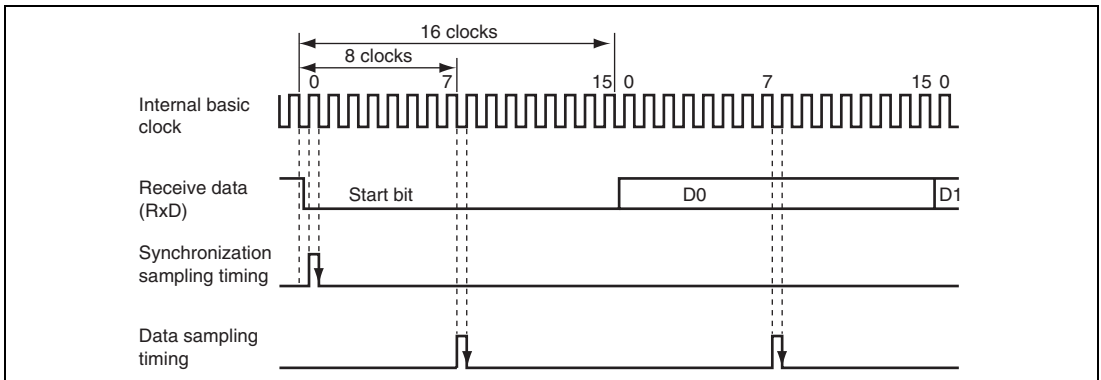 16 clocks
8 clocks
0 7 15 0 7 15 0
Internal basic
clock
Receive data
(RxD)
Start bit D0 D1
Synchronization
sampling timing
Data sampling
timing